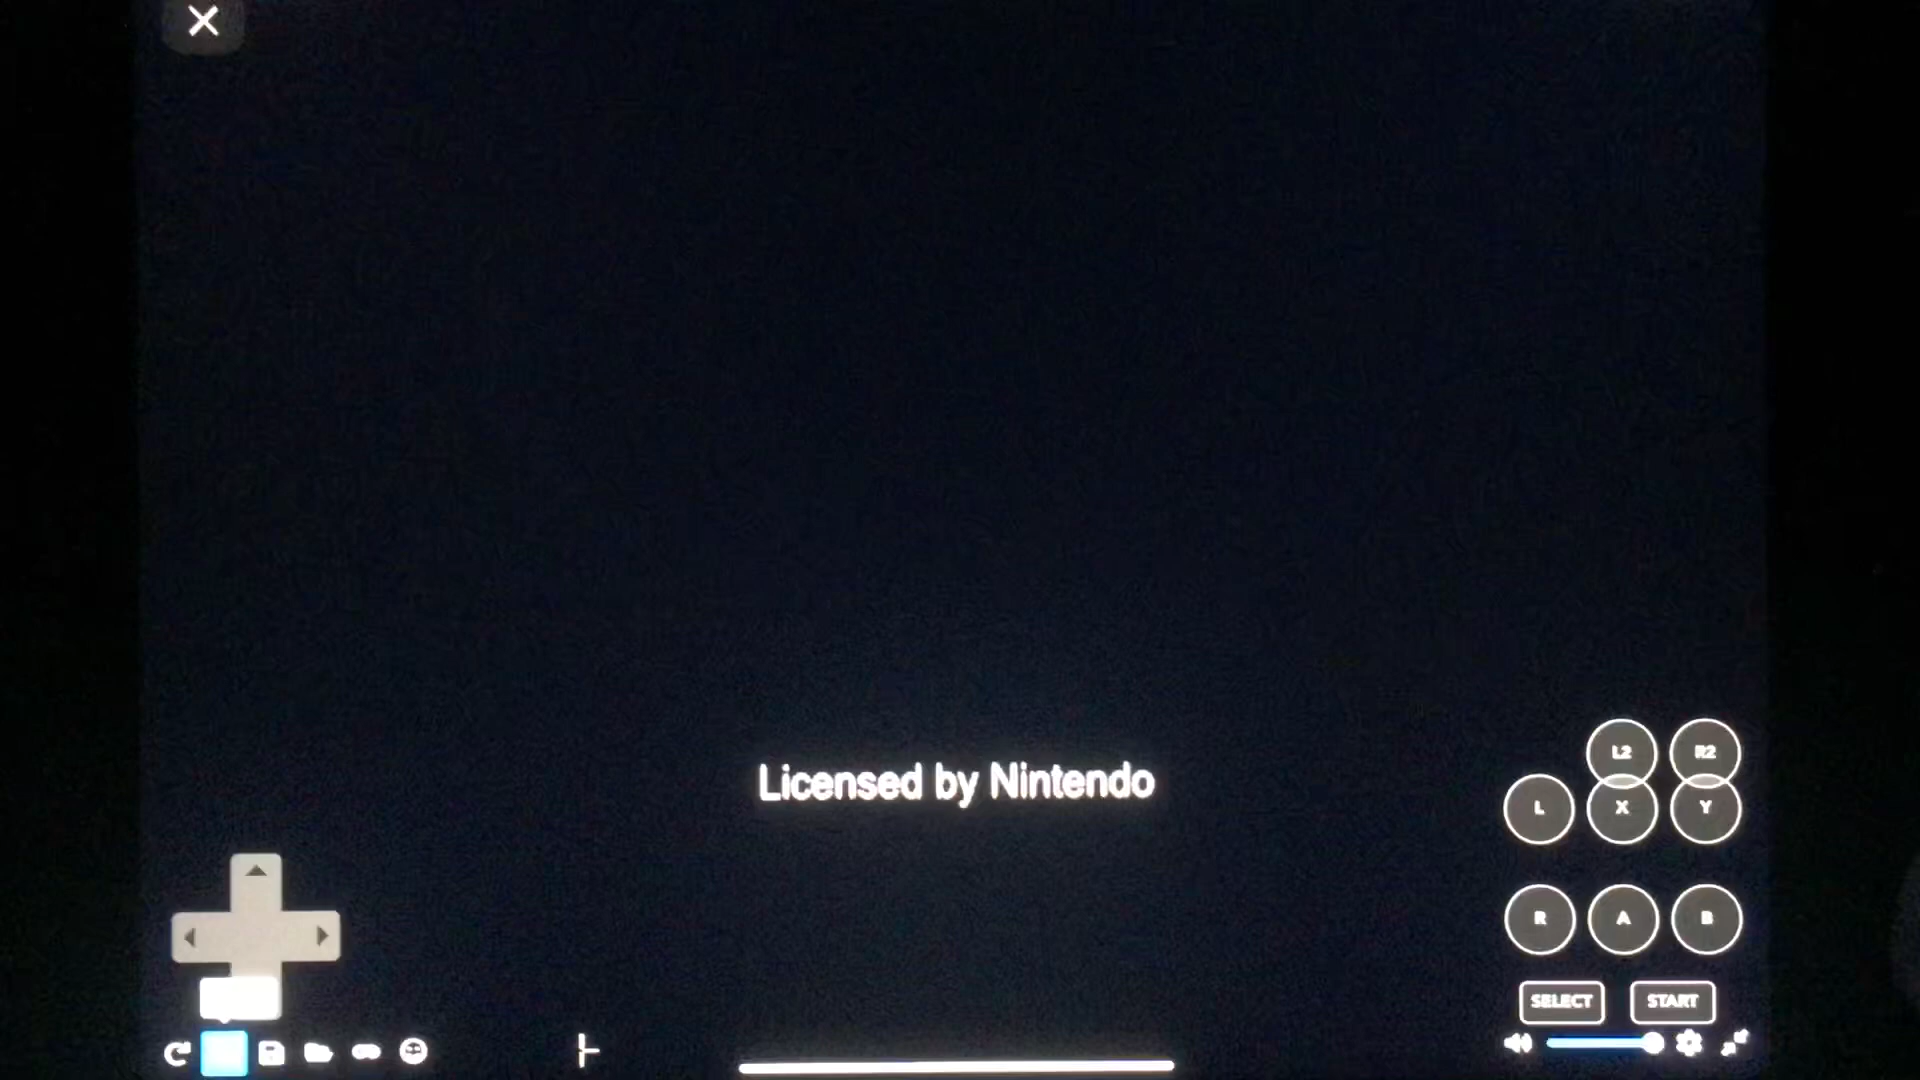 L2 R2
L X Y
Licensed by Nintendo
R A B
SELECT START